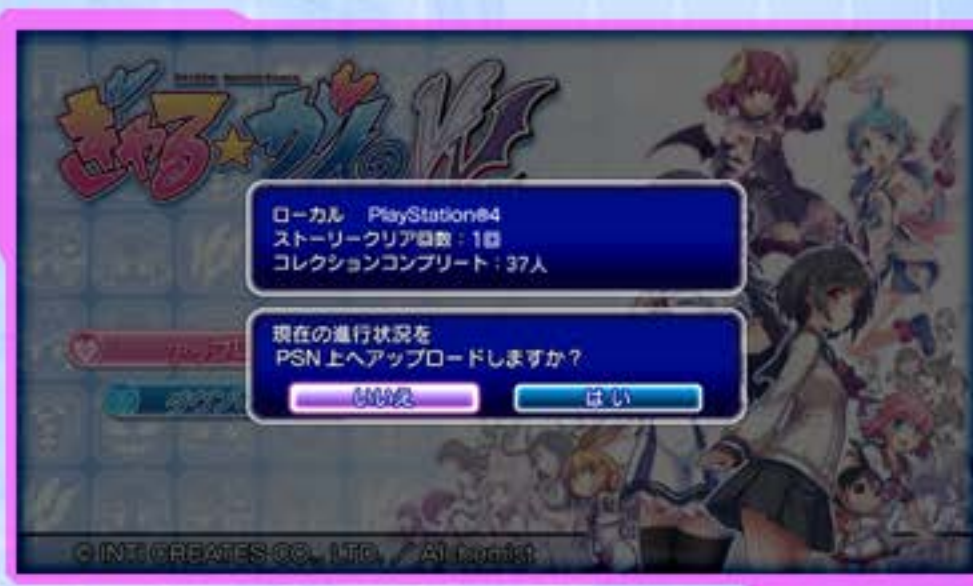 ぎゃる☆がん
ローカル PlayStation®4
ストーリークリア回数:1回
コレクションコンプリート:37人
現在の進行状況を
PSN上へアップロードしますか?
いいえ はい
© INTI CREATES CO., LTD. / Alchemist